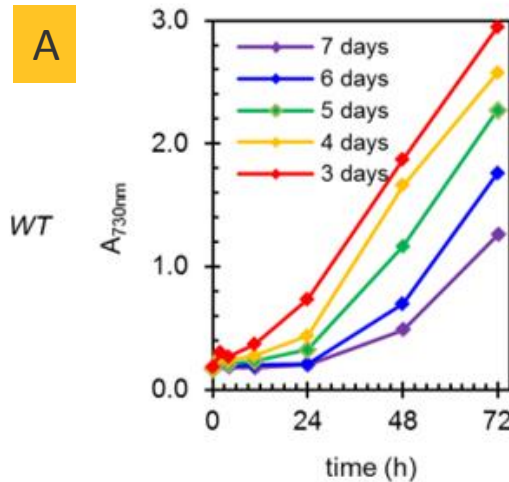 A
WT
A730nm
3.0
2.0
1.0
0.0
7 days
6 days
5 days
4 days
3 days
0 24 48 72
time (h)